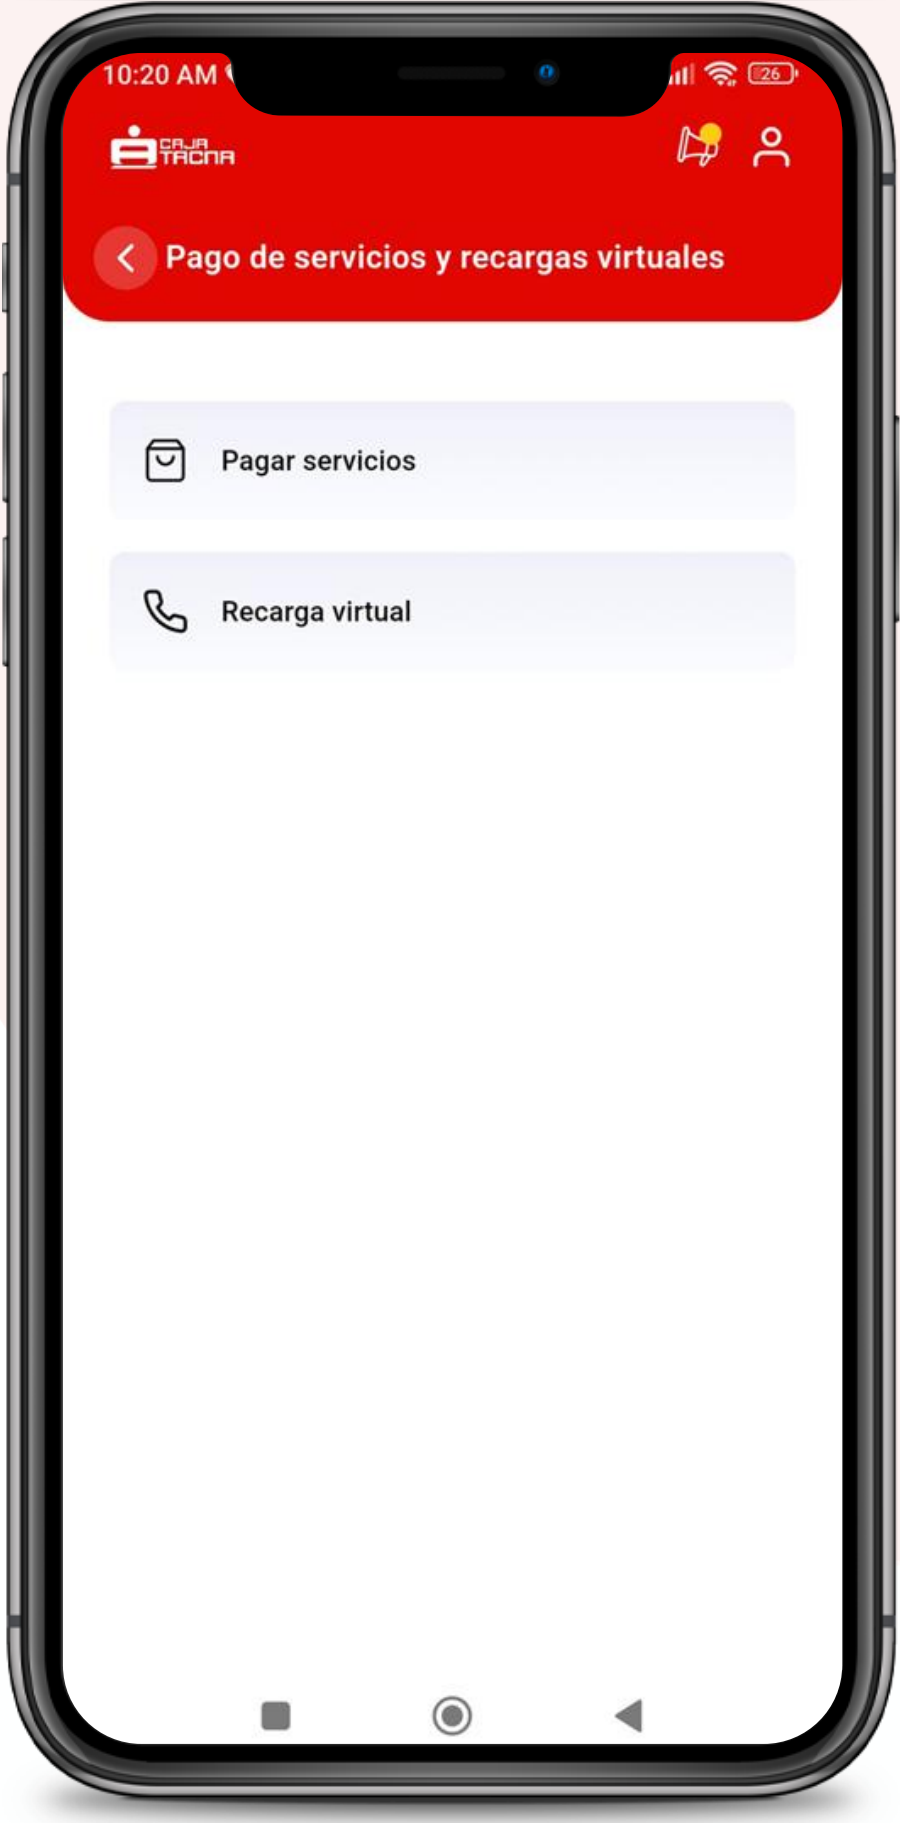 10:20 AM
26
CAJA
TACNA
Pago de servicios y recargas virtuales
Pagar servicios
Recarga virtual